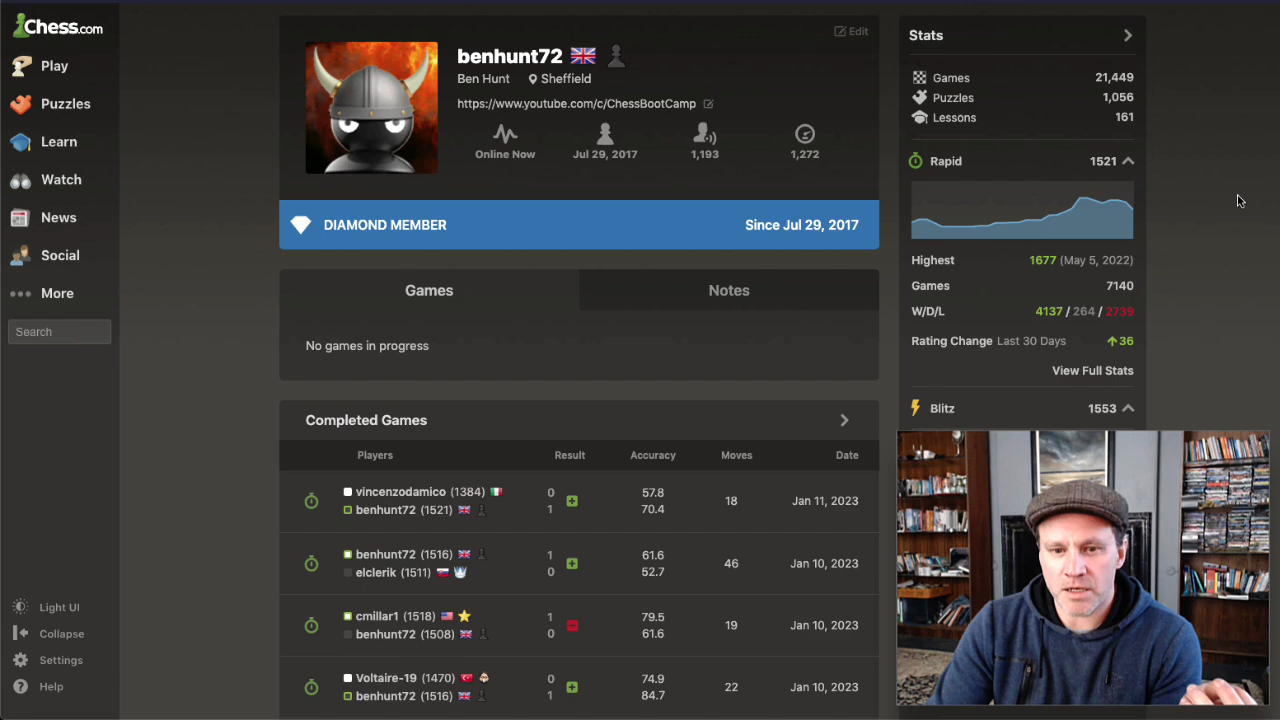 Chess.com
Play
Puzzles
Learn
Watch
News
Social
More
Search
Light UI
Collapse
Settings
Help
Edit
benhunt72
Ben Hunt Sheffield
https://www.youtube.com/c/ChessBootCamp
Online Now Jul 29, 2017 1,193 1,272
DIAMOND MEMBER Since Jul 29, 2017
Games Notes
No games in progress
Completed Games
Players Result Accuracy Moves Date
vincenzodamico (1384) 0 57.8
benhunt72 (1521) 1 70.4
18 Jan 11, 2023
benhunt72 (1516) 1 61.6
elclerik (1511) 0 52.7
46 Jan 10, 2023
cmillar1 (1518) 1 79.5
benhunt72 (1508) 0 61.6
19 Jan 10, 2023
Voltaire-19 (1470) 0 74.9
benhunt72 (1516) 1 84.7
22 Jan 10, 2023
Stats
Games 21,449
Puzzles 1,056
Lessons 161
Rapid 1521
Highest 1677 (May 5, 2022)
Games 7140
W/D/L 4137 / 264 / 2739
Rating Change Last 30 Days 36
View Full Stats
Blitz 1553